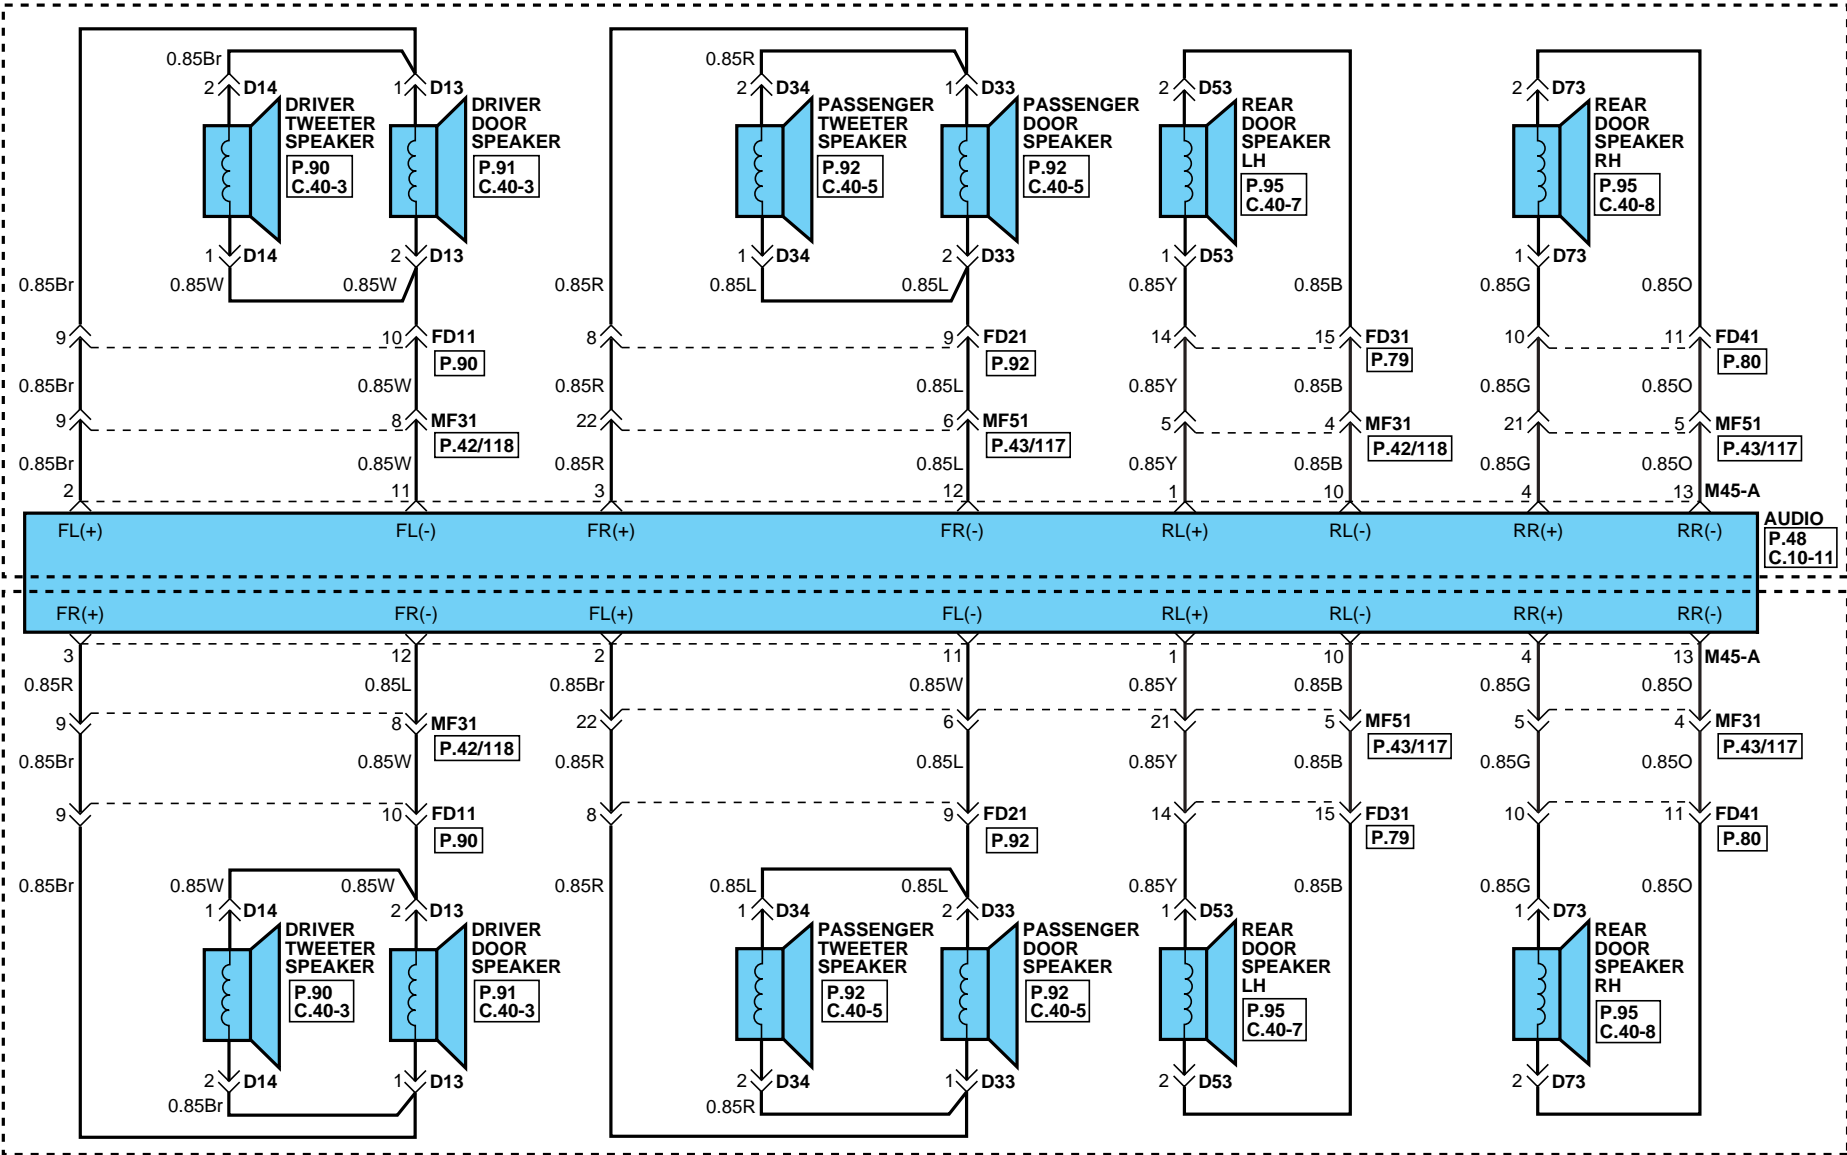 0.85Br 0.85R
2 D14 1 D13 2 D34 1 D33 2 D53 2 D73
DRIVER TWEETER SPEAKER
P.90
C.40-3
DRIVER DOOR SPEAKER
P.91
C.40-3
PASSENGER TWEETER SPEAKER
P.92
C.40-5
PASSENGER DOOR SPEAKER
P.92
C.40-5
REAR DOOR SPEAKER LH
P.95
C.40-7
REAR DOOR SPEAKER RH
P.95
C.40-8
1 D14 2 D13 1 D34 2 D33 1 D53 1 D73
0.85Br 0.85W 0.85W 0.85R 0.85L 0.85L 0.85Y 0.85B 0.85G 0.85O
9 10 FD11 8 9 FD21 14 15 FD31 10 11 FD41
P.90 P.92 P.79 P.80
0.85Br 0.85W 0.85R 0.85L 0.85Y 0.85B 0.85G 0.85O
9 8 MF31 22 6 MF51 5 4 MF31 21 5 MF51
P.42/118 P.43/117 P.42/118 P.43/117
0.85Br 0.85W 0.85R 0.85L 0.85Y 0.85B 0.85G 0.85O
2 11 3 12 1 10 4 13 M45-A
FL(+) FL(-) FR(+) FR(-) RL(+) RL(-) RR(+) RR(-)
AUDIO
P.48
C.10-11
FR(+) FR(-) FL(+) FL(-) RL(+) RL(-) RR(+) RR(-)
3 12 2 11 1 10 4 13 M45-A
0.85R 0.85L 0.85Br 0.85W 0.85Y 0.85B 0.85G 0.85O
9 8 MF31 22 6 21 5 MF51 5 4 MF31
P.42/118 P.43/117 P.43/117
0.85Br 0.85W 0.85R 0.85L 0.85Y 0.85B 0.85G 0.85O
9 10 FD11 8 9 FD21 14 15 FD31 10 11 FD41
P.90 P.92 P.79 P.80
0.85Br 0.85W 0.85W 0.85R 0.85L 0.85L 0.85Y 0.85B 0.85G 0.85O
1 D14 2 D13 1 D34 2 D33 1 D53 1 D73
DRIVER TWEETER SPEAKER
P.90
C.40-3
DRIVER DOOR SPEAKER
P.91
C.40-3
PASSENGER TWEETER SPEAKER
P.92
C.40-5
PASSENGER DOOR SPEAKER
P.92
C.40-5
REAR DOOR SPEAKER LH
P.95
C.40-7
REAR DOOR SPEAKER RH
P.95
C.40-8
2 D14 1 D13 2 D34 1 D33 2 D53 2 D73
0.85Br 0.85R